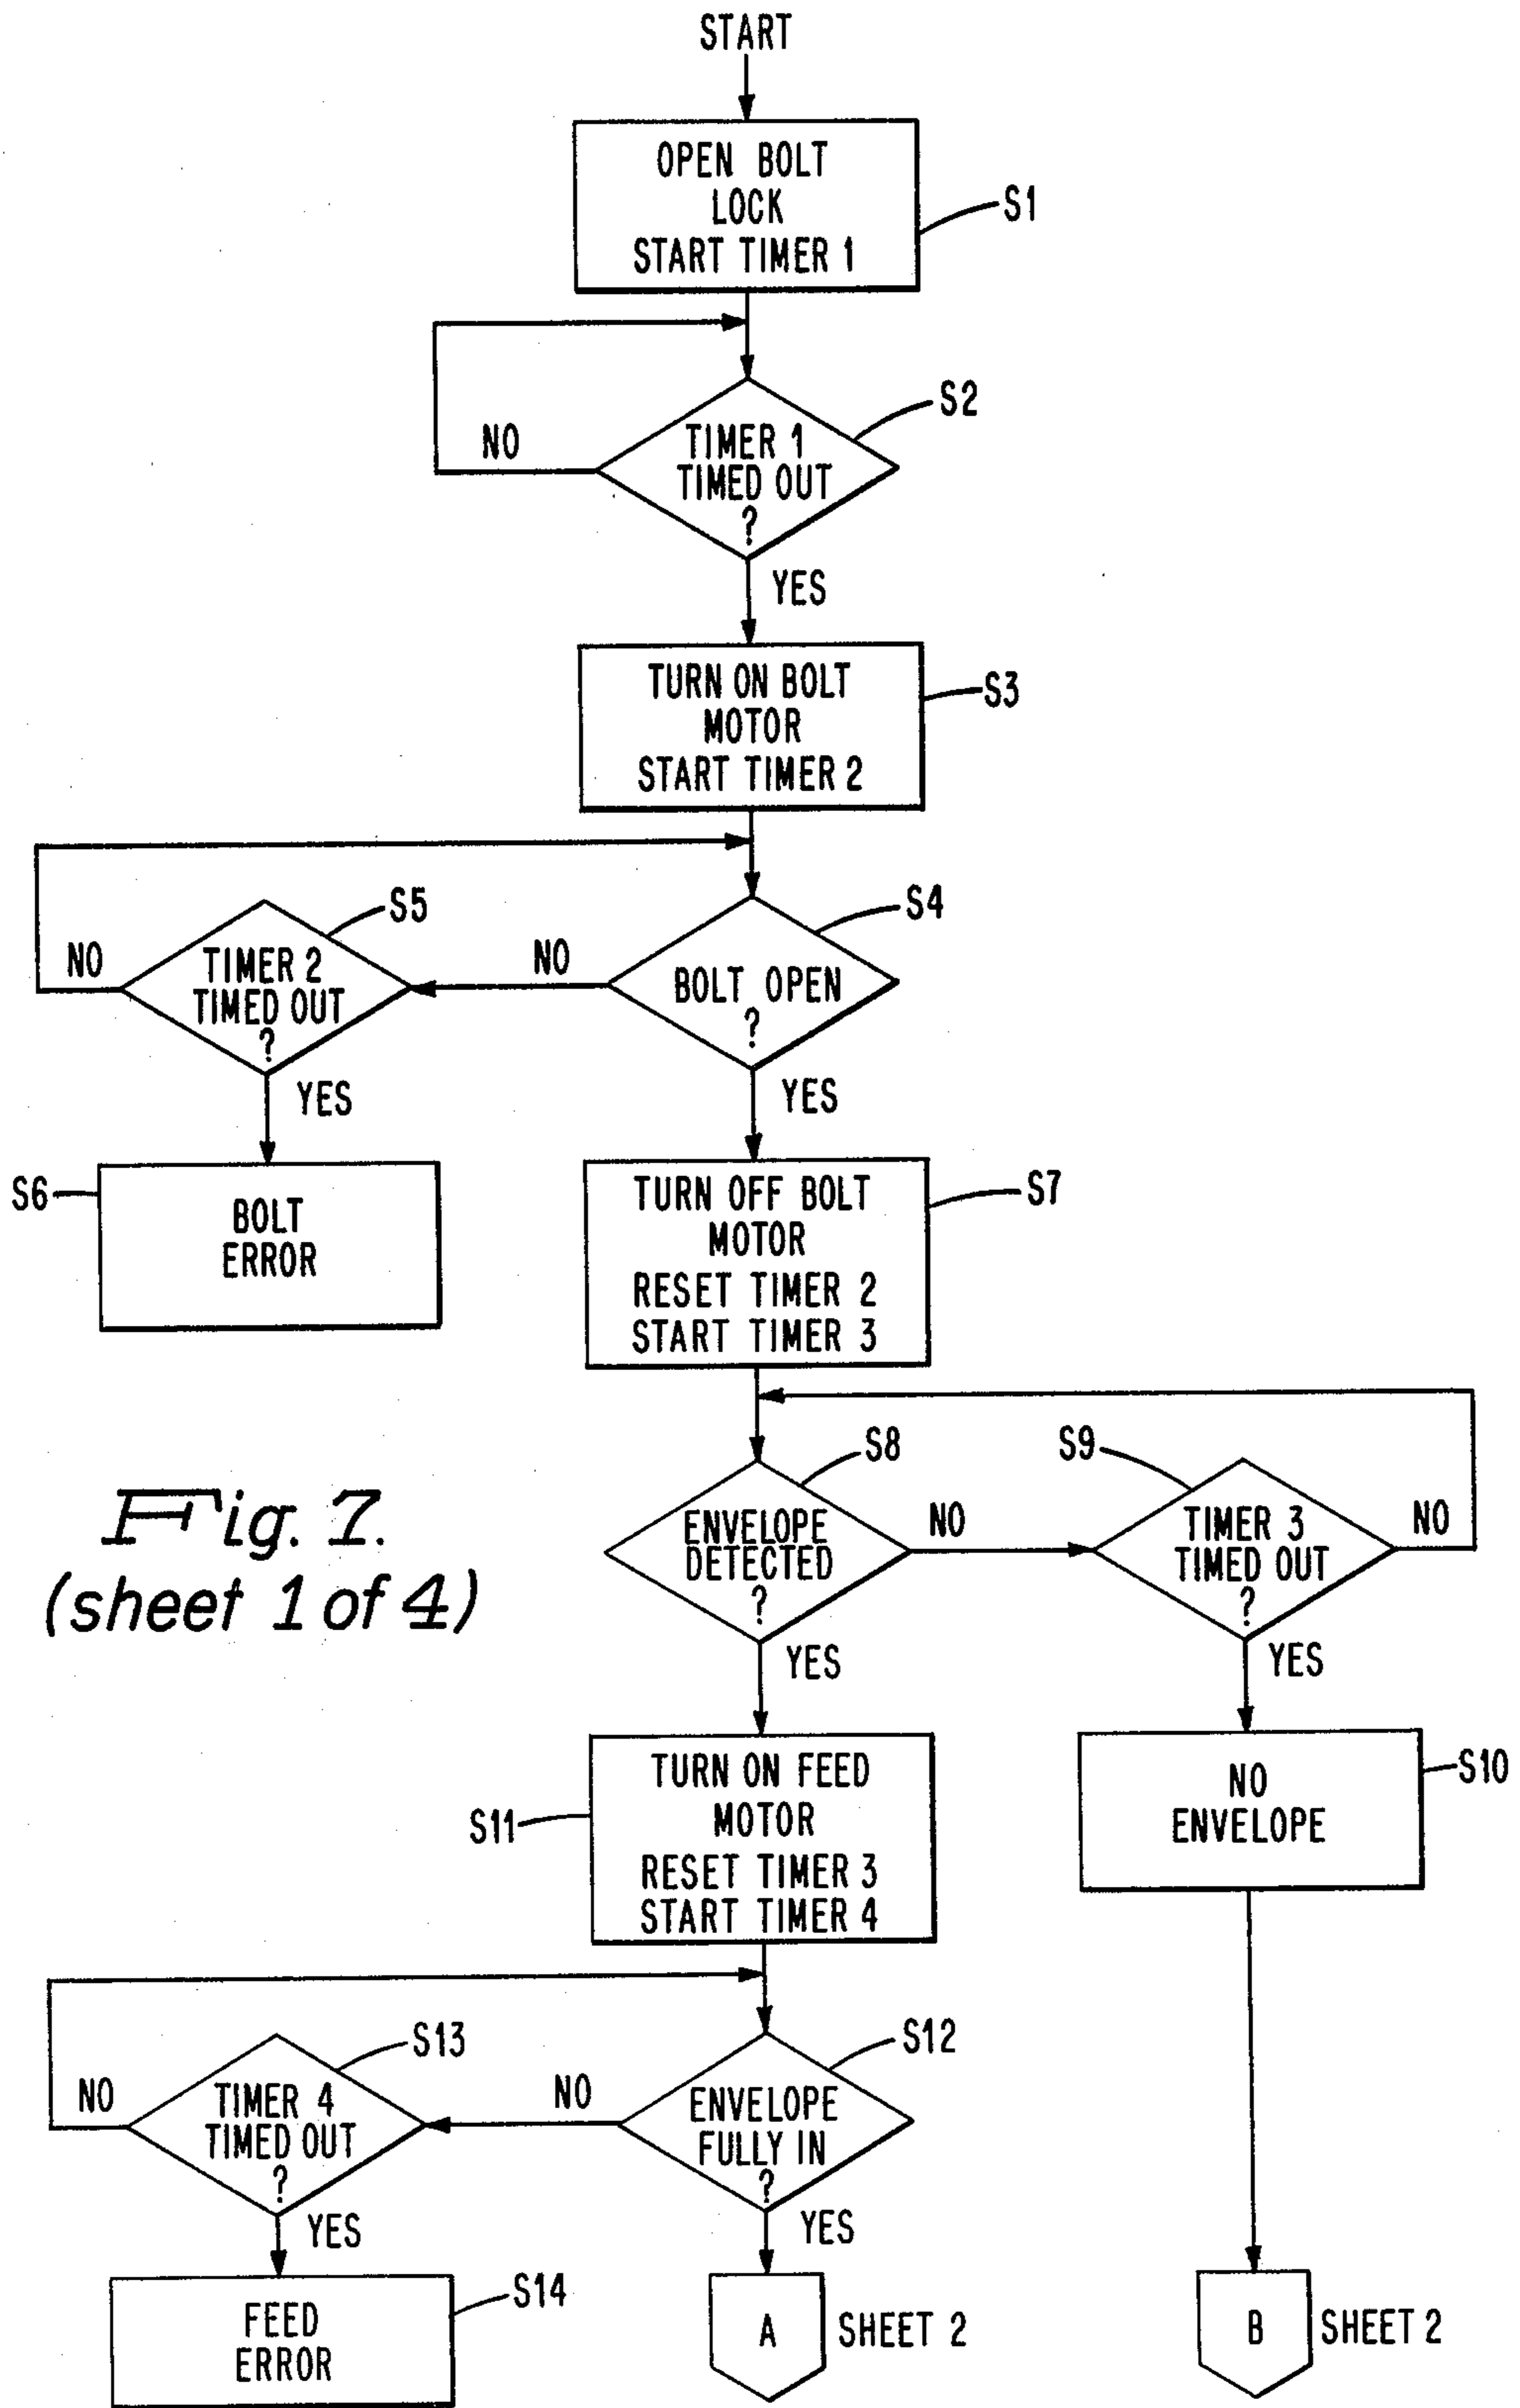 START
OPEN BOLT
LOCK
START TIMER 1
S1
S2
NO
TIMER 1
TIMED OUT
?
YES
TURN ON BOLT
MOTOR
START TIMER 2
S3
S5
S4
NO
TIMER 2
TIMED OUT
?
NO
BOLT OPEN
?
YES
YES
S6
BOLT
ERROR
TURN OFF BOLT
MOTOR
RESET TIMER 2
START TIMER 3
S7
S8
S9
Fig. 7.
(sheet 1 of 4)
ENVELOPE
DETECTED
?
NO
TIMER 3
TIMED OUT
?
NO
YES
YES
S11
TURN ON FEED
MOTOR
RESET TIMER 3
START TIMER 4
NO
ENVELOPE
S10
S13
S12
NO
TIMER 4
TIMED OUT
?
NO
ENVELOPE
FULLY IN
?
YES
YES
FEED
ERROR
S14
A
SHEET 2
B
SHEET 2